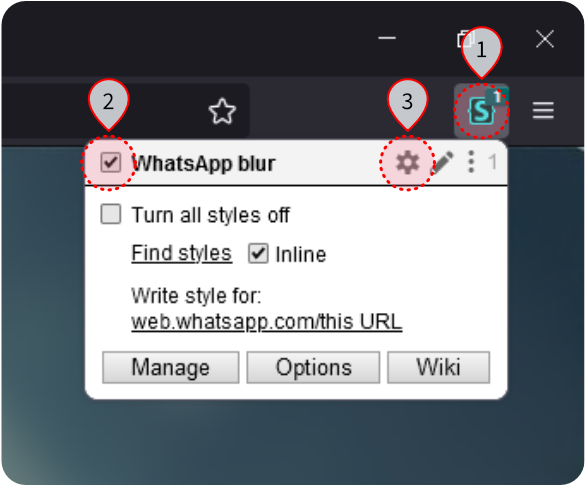 1
S 1
2
3
WhatsApp blur 1
Turn all styles off
Find styles Inline
Write style for:
web.whatsapp.com/this URL
Manage Options Wiki